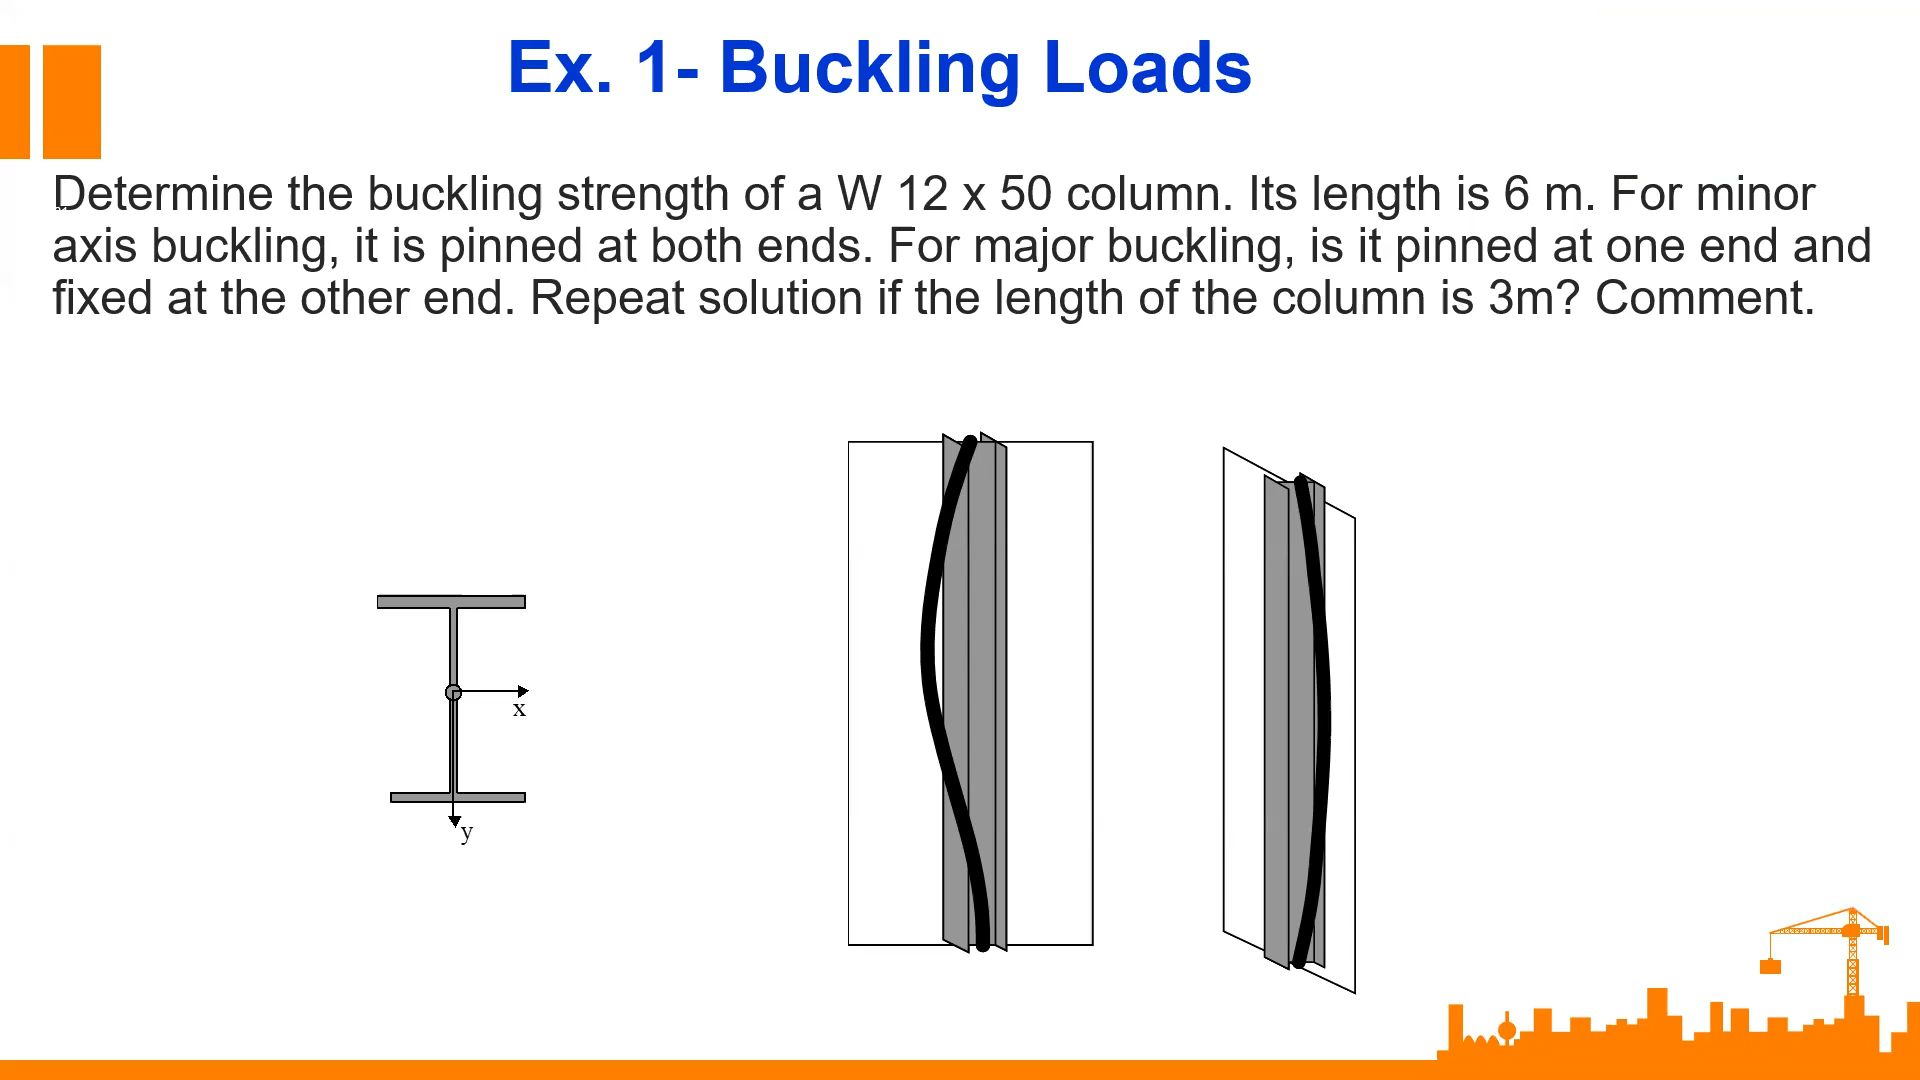 Ex. 1- Buckling Loads
Determine the buckling strength of a W 12 x 50 column. Its length is 6 m. For minor
axis buckling, it is pinned at both ends. For major buckling, is it pinned at one end and
fixed at the other end. Repeat solution if the length of the column is 3m? Comment.
x
y